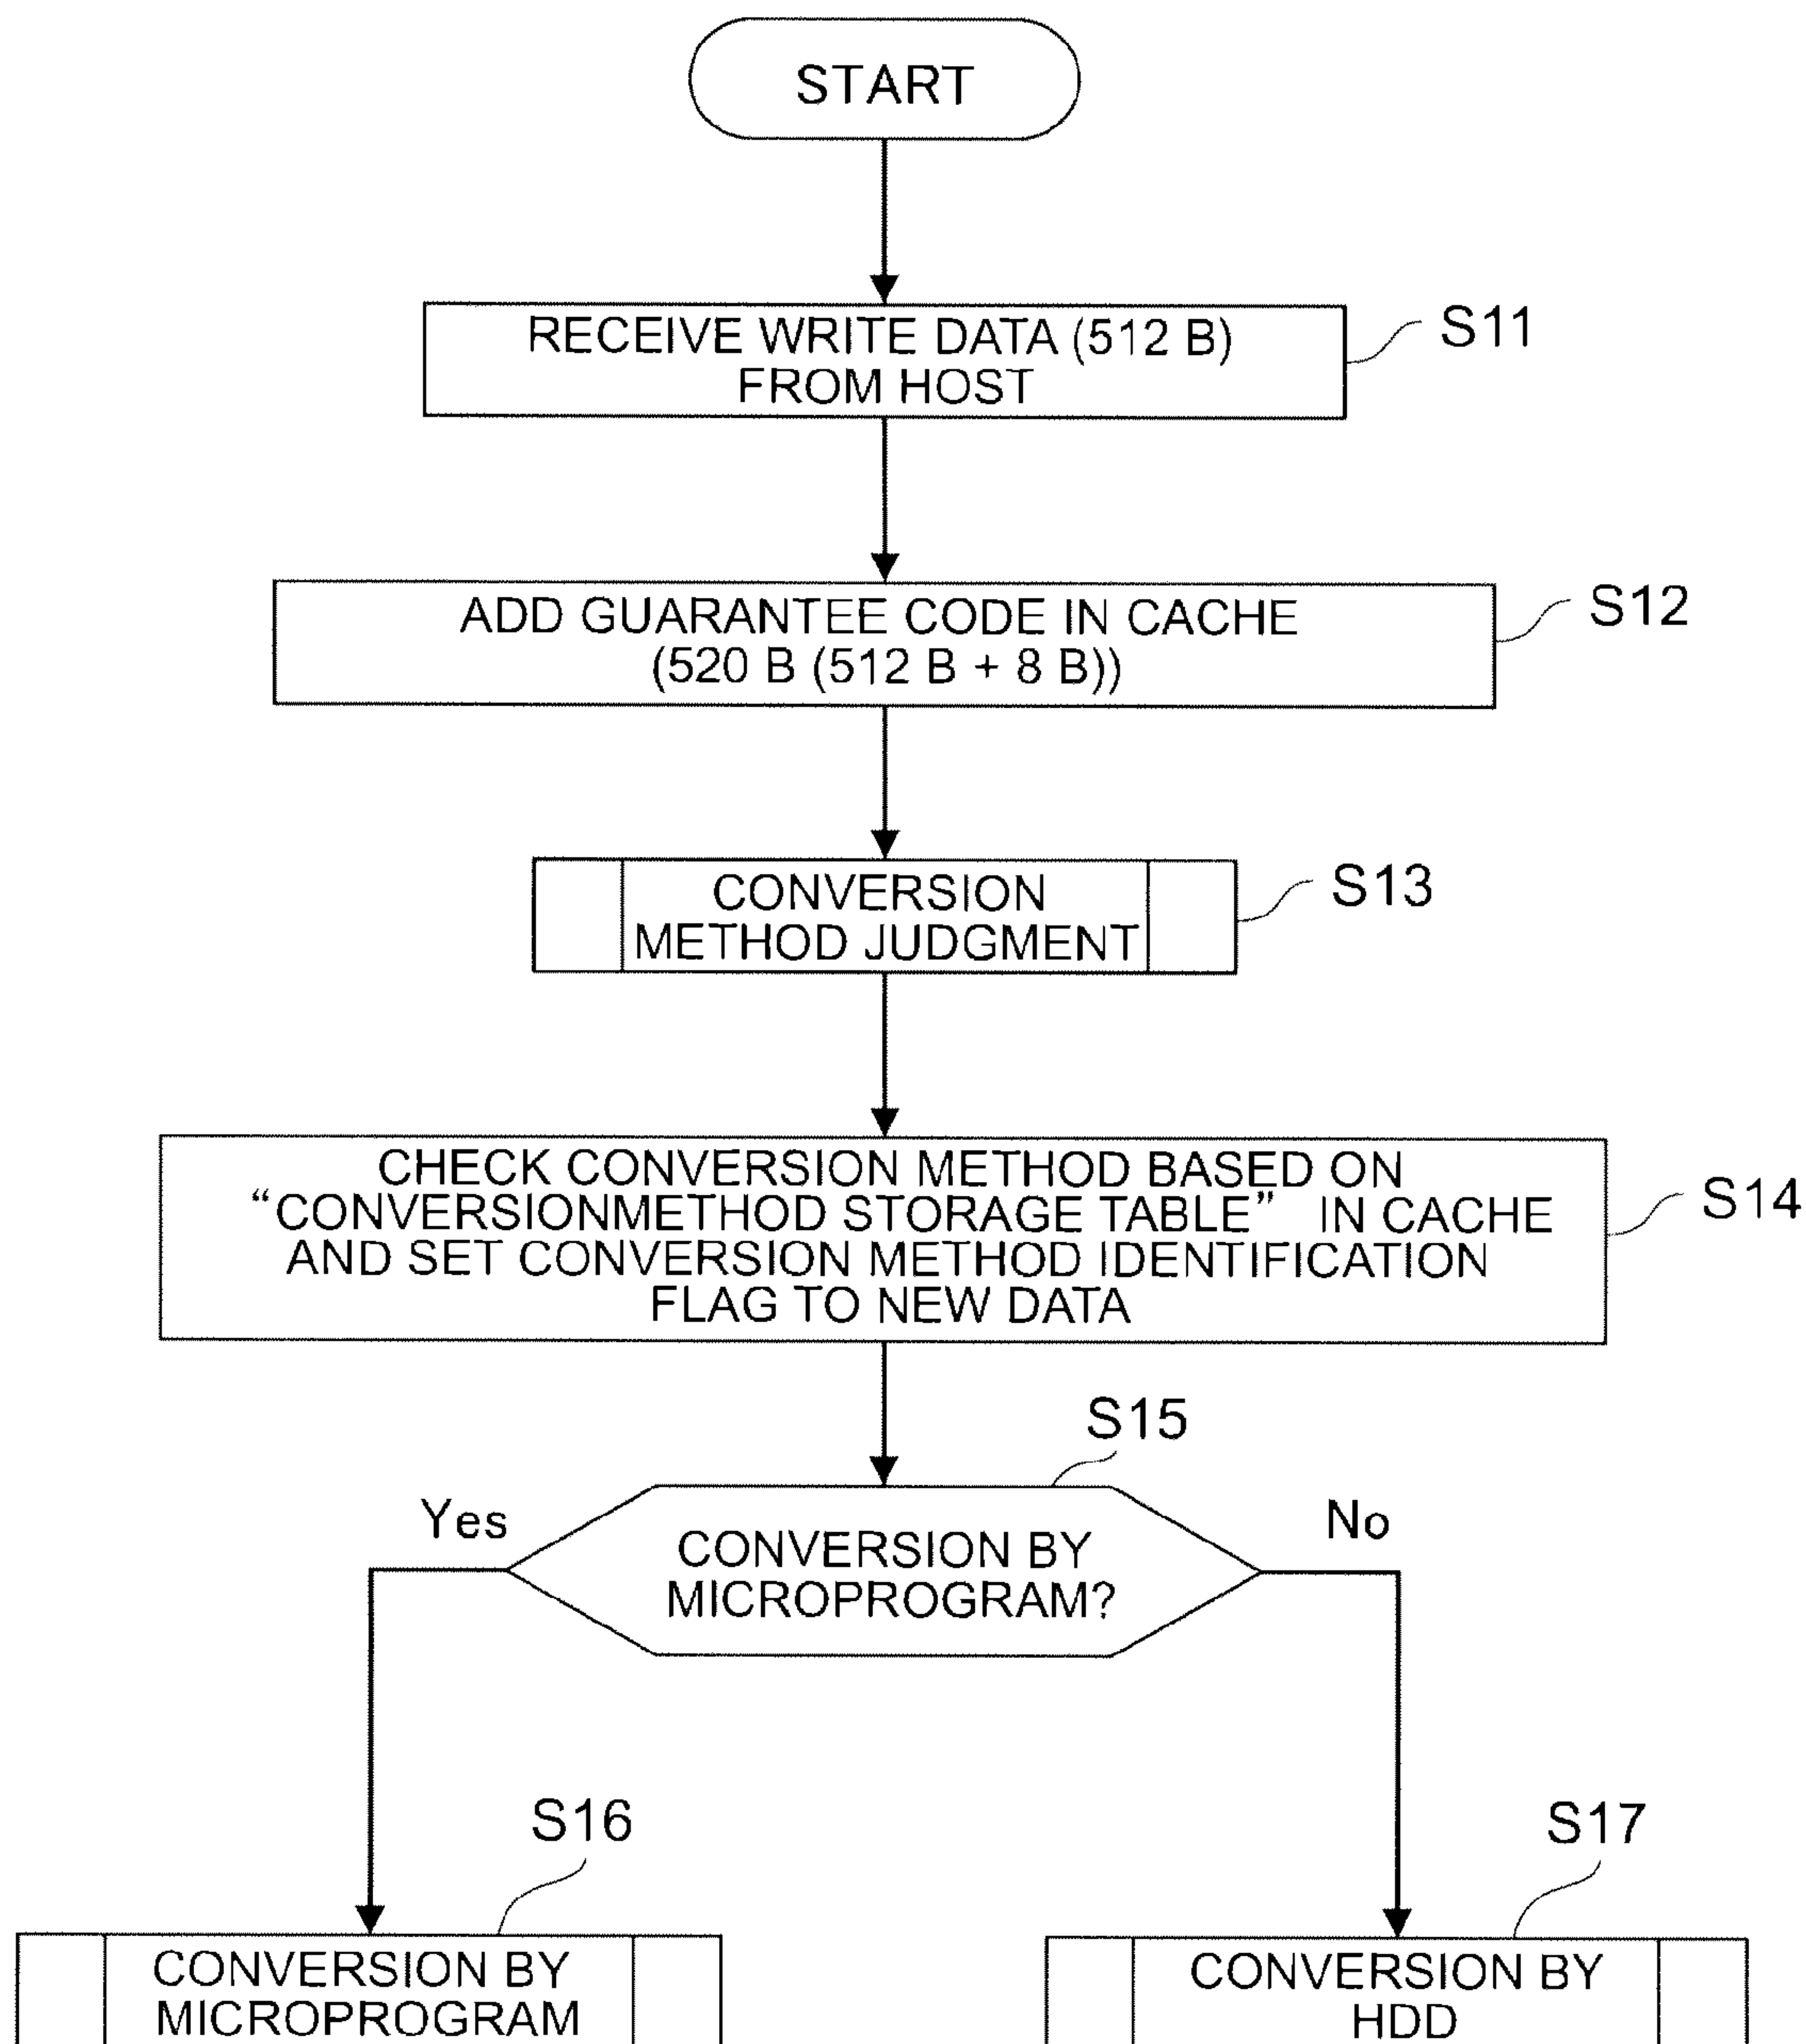 START
RECEIVE WRITE DATA (512 B)
FROM HOST
S11
ADD GUARANTEE CODE IN CACHE
(520 B (512 B + 8 B))
S12
CONVERSION
METHOD JUDGMENT
S13
CHECK CONVERSION METHOD BASED ON
“CONVERSIONMETHOD STORAGE TABLE” IN CACHE
AND SET CONVERSION METHOD IDENTIFICATION
FLAG TO NEW DATA
S14
S15
Yes
CONVERSION BY
MICROPROGRAM?
No
S16
CONVERSION BY
MICROPROGRAM
S17
CONVERSION BY
HDD